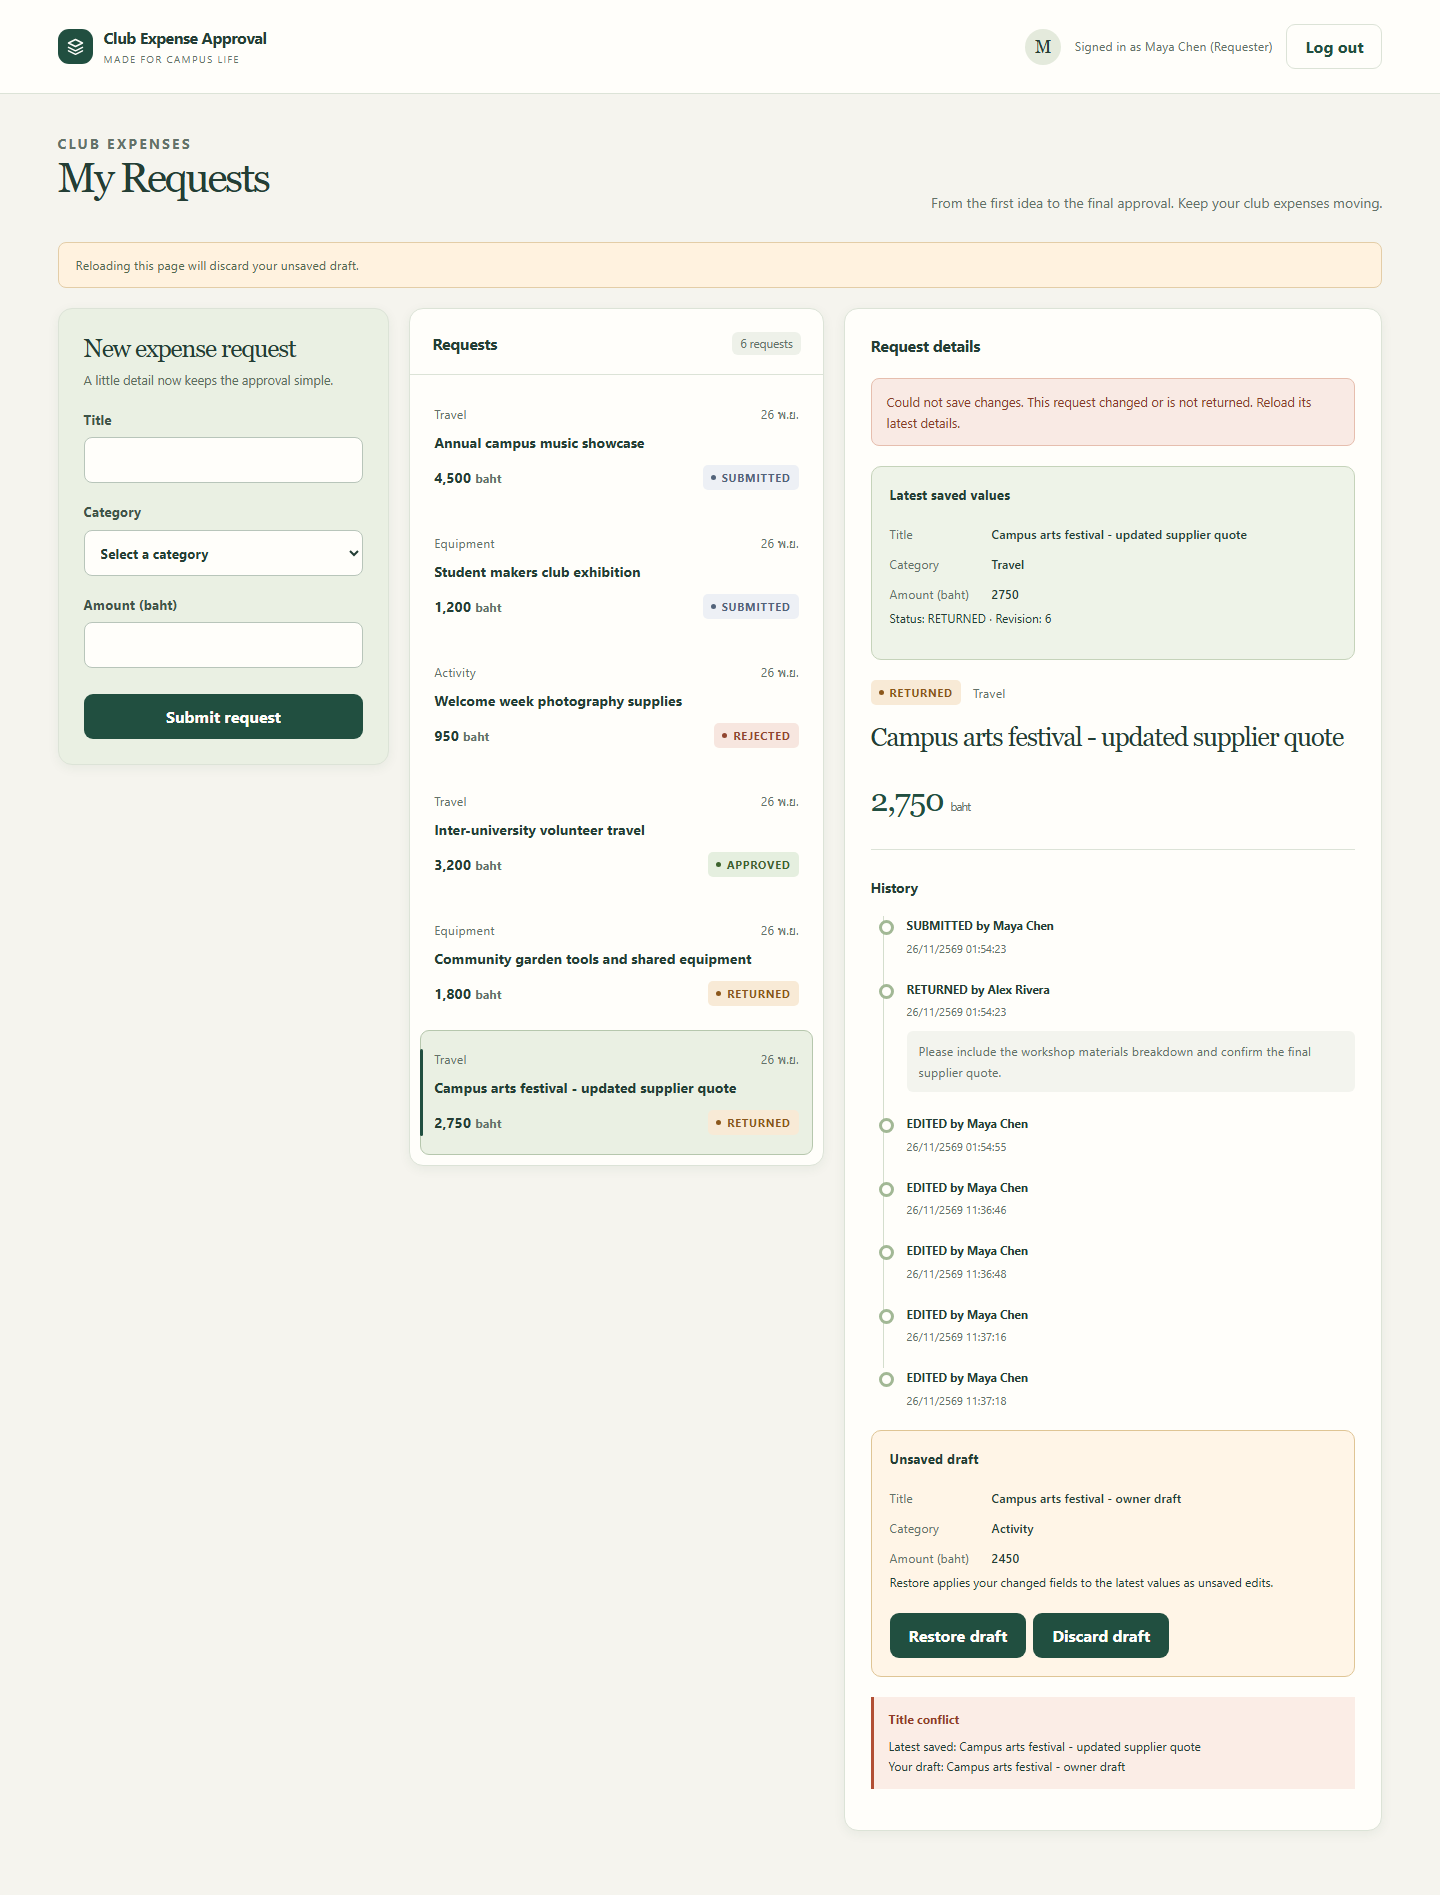 Club Expense Approval
MADE FOR CAMPUS LIFE
M
Signed in as Maya Chen (Requester)
Log out
CLUB EXPENSES
My Requests
From the first idea to the final approval. Keep your club expenses moving.
Reloading this page will discard your unsaved draft.
New expense request
A little detail now keeps the approval simple.
Title
Category
Select a category
Amount (baht)
Submit request
Requests
6 requests
Travel
26 พ.ย.
Annual campus music showcase
4,500 baht
SUBMITTED
Equipment
26 พ.ย.
Student makers club exhibition
1,200 baht
SUBMITTED
Activity
26 พ.ย.
Welcome week photography supplies
950 baht
REJECTED
Travel
26 พ.ย.
Inter-university volunteer travel
3,200 baht
APPROVED
Equipment
26 พ.ย.
Community garden tools and shared equipment
1,800 baht
RETURNED
Travel
26 พ.ย.
Campus arts festival - updated supplier quote
2,750 baht
RETURNED
Request details
Could not save changes. This request changed or is not returned. Reload its
latest details.
Latest saved values
Title
Campus arts festival - updated supplier quote
Category
Travel
Amount (baht)
2750
Status: RETURNED · Revision: 6
RETURNED
Travel
Campus arts festival - updated supplier quote
2,750 baht
History
SUBMITTED by Maya Chen
26/11/2569 01:54:23
RETURNED by Alex Rivera
26/11/2569 01:54:23
Please include the workshop materials breakdown and confirm the final
supplier quote.
EDITED by Maya Chen
26/11/2569 01:54:55
EDITED by Maya Chen
26/11/2569 11:36:46
EDITED by Maya Chen
26/11/2569 11:36:48
EDITED by Maya Chen
26/11/2569 11:37:16
EDITED by Maya Chen
26/11/2569 11:37:18
Unsaved draft
Title
Campus arts festival - owner draft
Category
Activity
Amount (baht)
2450
Restore applies your changed fields to the latest values as unsaved edits.
Restore draft
Discard draft
Title conflict
Latest saved: Campus arts festival - updated supplier quote
Your draft: Campus arts festival - owner draft